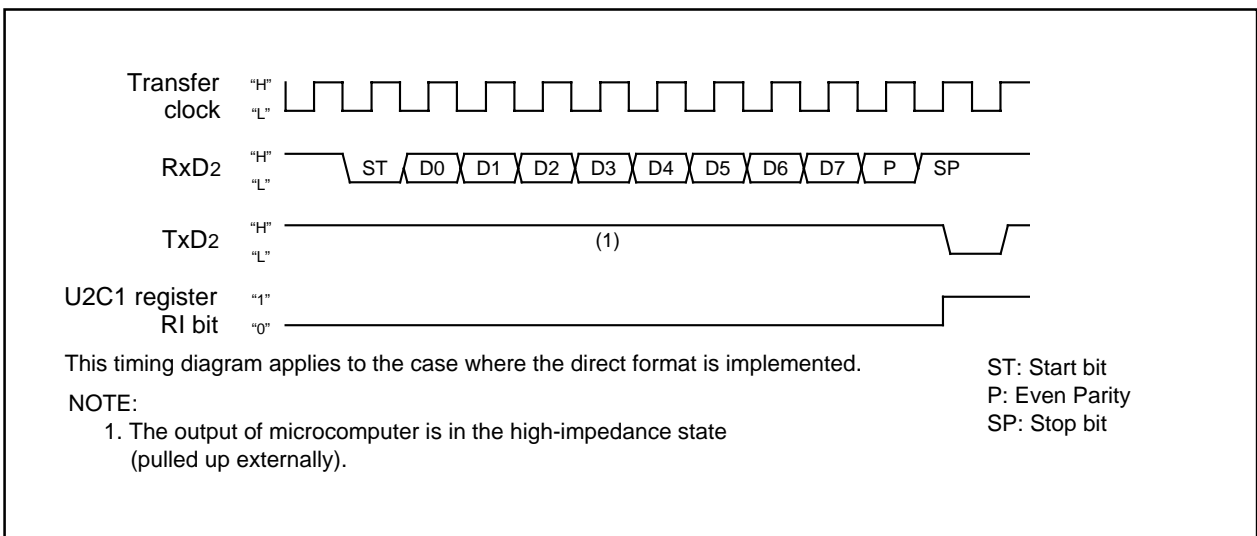 Transfer clock "H" "L"
RxD2 "H" "L" ST D0 D1 D2 D3 D4 D5 D6 D7 P SP
TxD2 "H" "L" (1)
U2C1 register RI bit "1" "0"
This timing diagram applies to the case where the direct format is implemented.
NOTE:
1. The output of microcomputer is in the high-impedance state
(pulled up externally).
ST: Start bit
P: Even Parity
SP: Stop bit